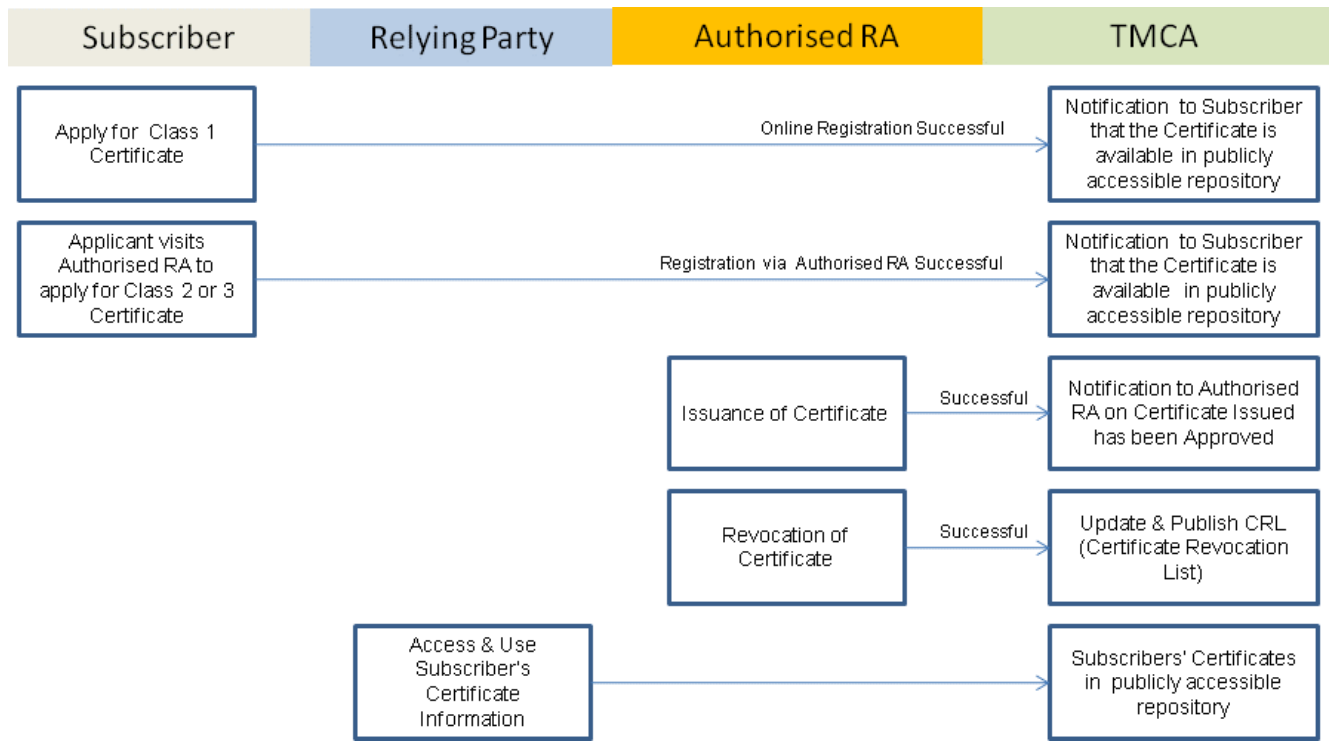 Subscriber
Relying Party
Authorised RA
TMCA
Apply for Class 1
Certificate
Online Registration Successful
Notification to Subscriber
that the Certificate is
available in publicly
accessible repository
Applicant visits
Authorised RA to
apply for Class 2 or 3
Certificate
Registration via Authorised RA Successful
Notification to Subscriber
that the Certificate is
available in publicly
accessible repository
Issuance of Certificate
Successful
Notification to Authorised
RA on Certificate Issued
has been Approved
Revocation of
Certificate
Successful
Update & Publish CRL
(Certificate Revocation
List)
Access & Use
Subscriber's
Certificate
Information
Subscribers' Certificates
in publicly accessible
repository